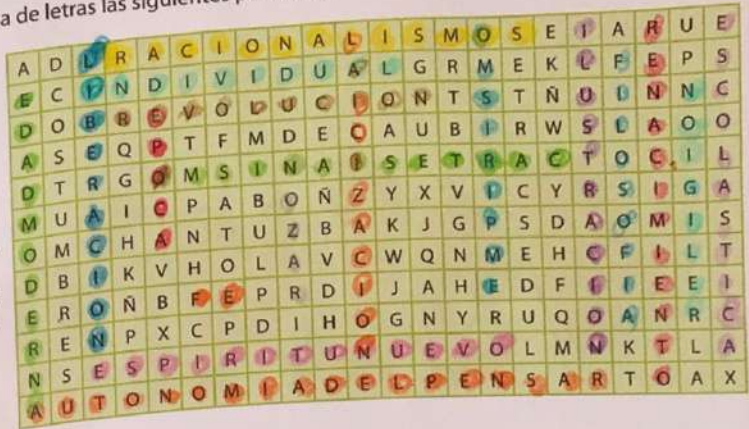 a de letras las siguientes
A D L R A C I O N A L I S M O S E I A R U E
E C I N D I V I D U A L G R M E K L F E P S
D O B R E V O L U C I O N T S T Ñ U I N N C
A S E Q P T F M D E O A U B I R W S L A O O
D T R G O M S I N A I S E T R A C T O C I L
M U A I C P A B O Ñ Z Y X V I C Y R S I G A
O M C H A N T U Z B A K J G P S D A O M I S
D B I K V H O L A V C W Q N M E H C F I L T
E R O Ñ B F E P R D I J A H E D F I I E E I
R E N P X C P D I H O G N Y R U Q O A N R C
N S E S P I R I T U N U E V O L M N K T L A
A U T O N O M I A D E L P E N S A R T O A X